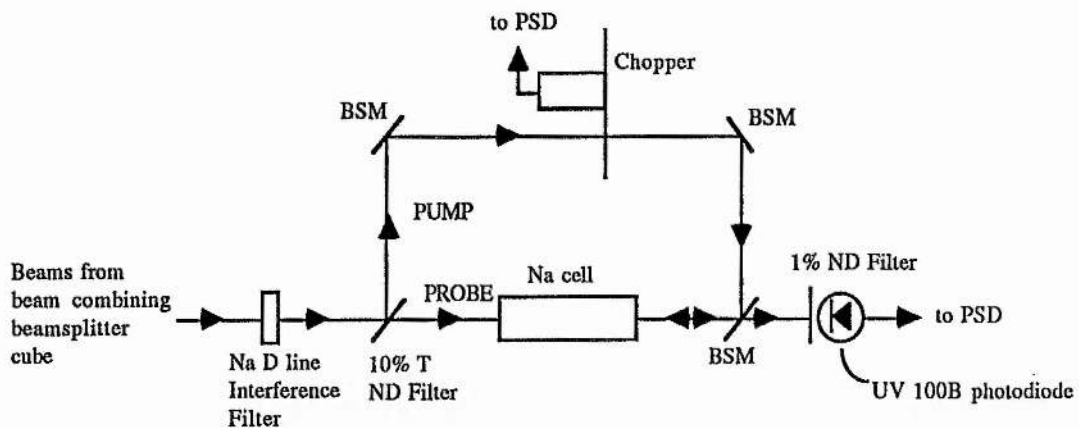 to PSD
Chopper
BSM
BSM
PUMP
Beams from
beam combining
beamsplitter
cube
Na D line
Interference
Filter
10% T
ND Filter
PROBE
Na cell
BSM
1% ND Filter
to PSD
UV 100B photodiode